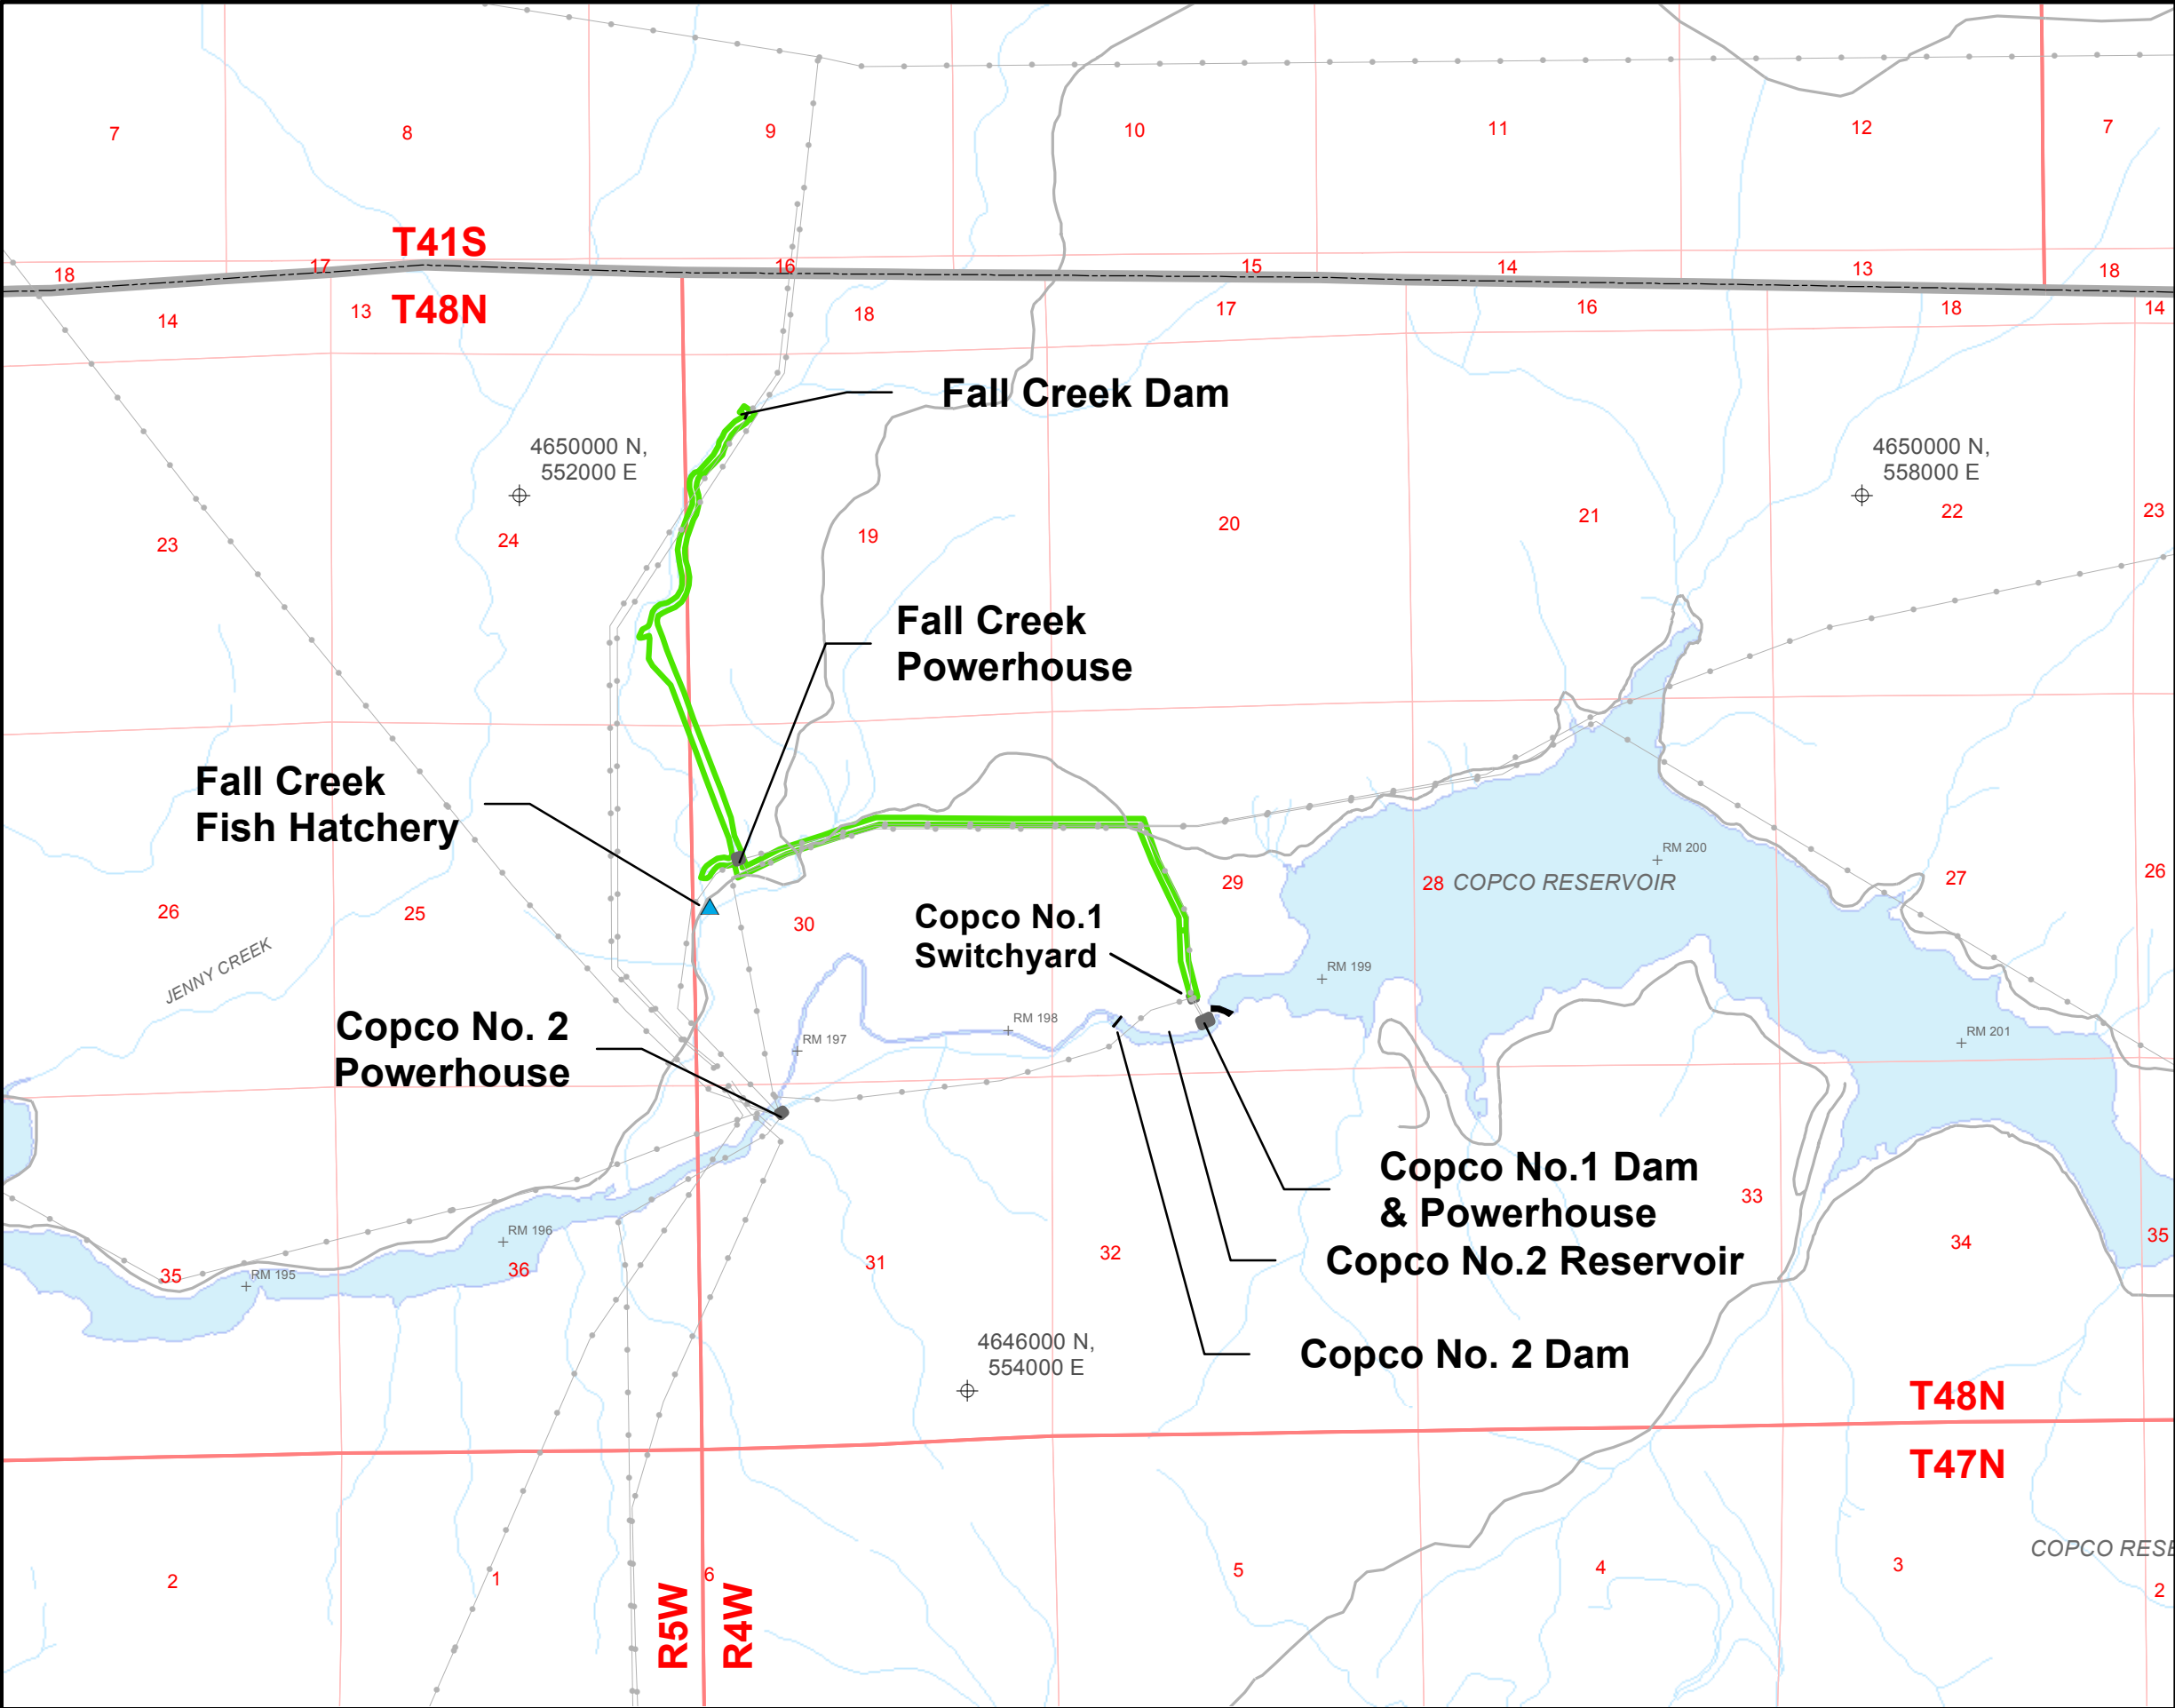 7
8
9
10
11
12
7
T41S
18
17
16
15
14
13
18
14
13
T48N
18
17
16
18
14
Fall Creek Dam
4650000 N,
552000 E
4650000 N,
558000 E
23
24
19
20
21
22
23
Fall Creek
Powerhouse
Fall Creek
Fish Hatchery
RM 200
26
25
30
29
28
COPCO RESERVOIR
27
26
Copco No.1
Switchyard
JENNY CREEK
RM 199
Copco No. 2
Powerhouse
RM 198
RM 197
RM 201
Copco No.1 Dam
& Powerhouse
33
Copco No.2 Reservoir
RM 196
RM 195
35
36
31
32
34
35
4646000 N,
554000 E
Copco No. 2 Dam
T48N
T47N
COPCO RESE
2
1
6
5
4
3
2
R5W
R4W